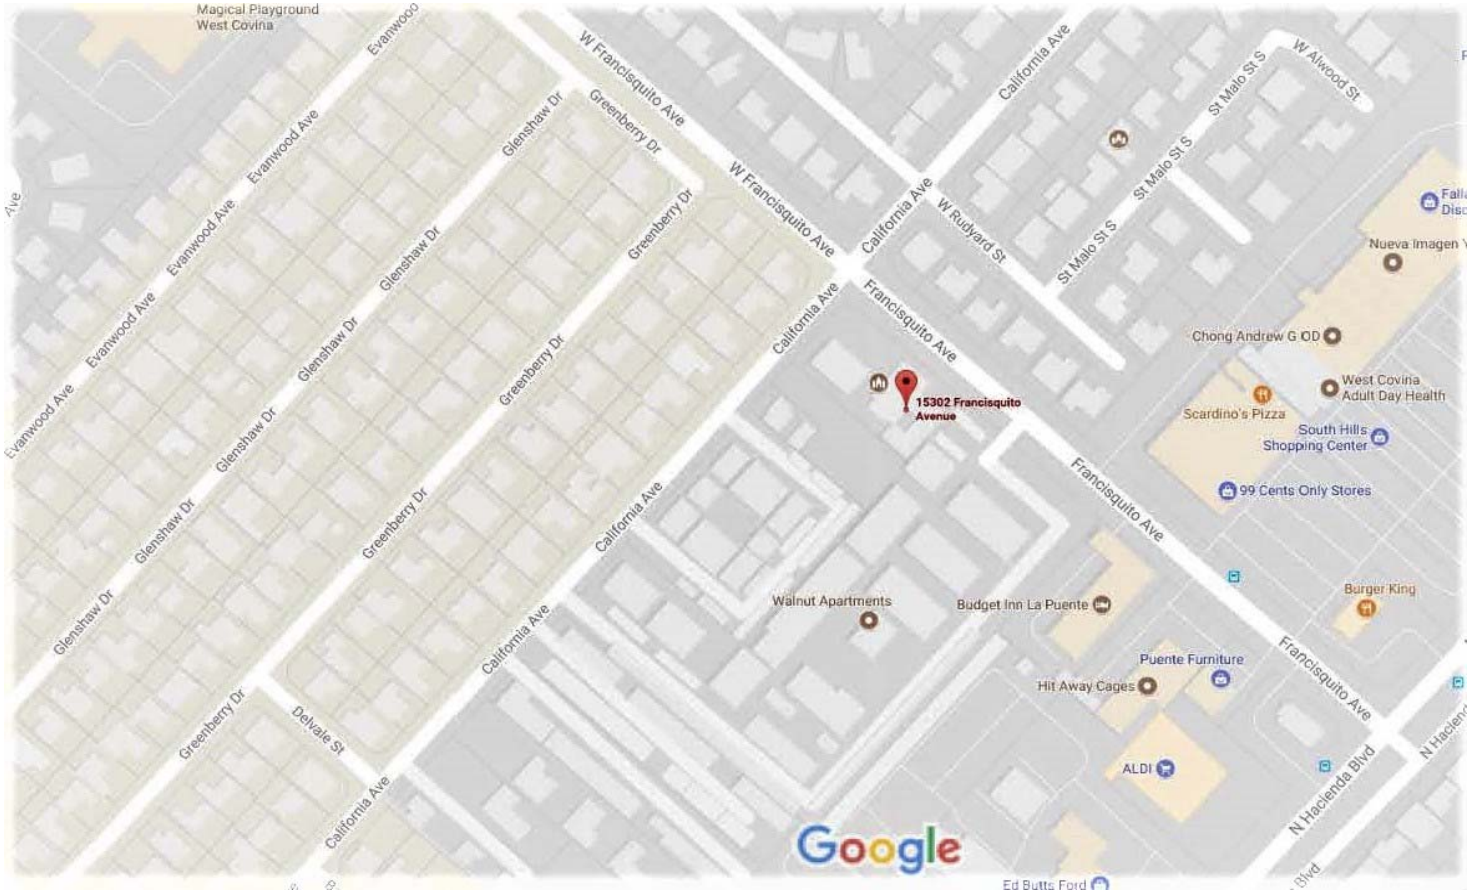 Magical Playground
West Covina
Evanwood
W Francisquito Ave
California Ave
W Alwood St
St Malo St S
Glenshaw Dr
Greenberry Dr
Evanwood Ave
St Malo St S
W Francisquito Ave
Ave
Evanwood Ave
Greenberry Dr
California Ave
W Rudyard St
St Malo St S
Glenshaw Dr
Nueva Imagen
Evanwood Ave
California Ave
Francisquito Ave
Chong Andrew G OD
Glenshaw Dr
Greenberry Dr
15302 Francisquito
Avenue
West Covina
Adult Day Health
Scardino's Pizza
South Hills
Shopping Center
Evanwood Ave
Glenshaw Dr
99 Cents Only Stores
Francisquito Ave
Glenshaw Dr
Greenberry Dr
California Ave
Walnut Apartments
Budget Inn La Puente
Burger King
Glenshaw Dr
California Ave
Puente Furniture
Hit Away Cages
Francisquito Ave
Greenberry Dr
Delvale St
ALDI
N Hacienda Blvd
California Ave
Google
Ed Butts Ford
Blvd